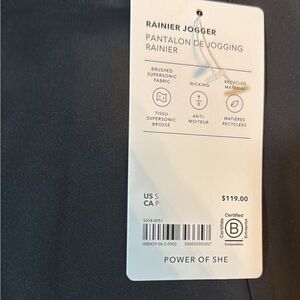 RAINIER JOGGER
PANTALON DE JOGGING
RAINIER
BRUSHED
SUPERSONIC
FABRIC
WICKING
RECYCLED
MATERIAL
TISSU
SUPERSONIC
BROSSÉ
ANTI-
MOITEUR
MATIÈRES
RECYCLÉES
US S
CA P
$119.00
Certified
B
Corporation
POWER OF SHE